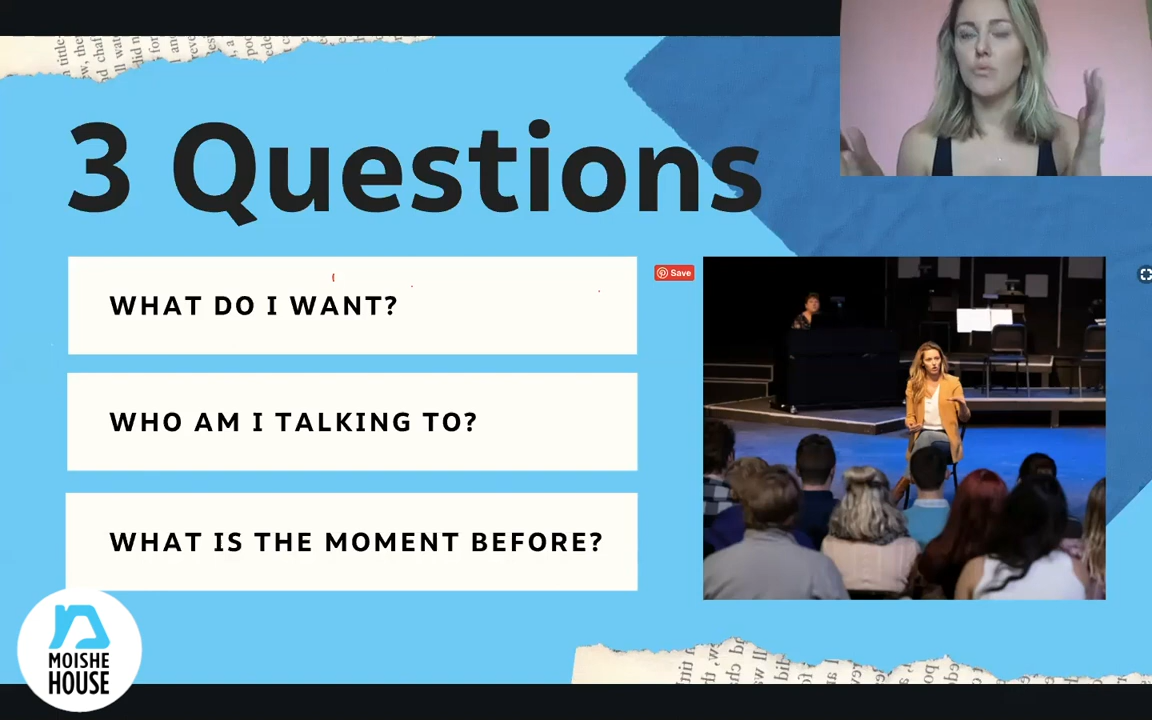 3 Questions
WHAT DO I WANT?
Save
WHO AM I TALKING TO?
WHAT IS THE MOMENT BEFORE?
MOISHE
HOUSE